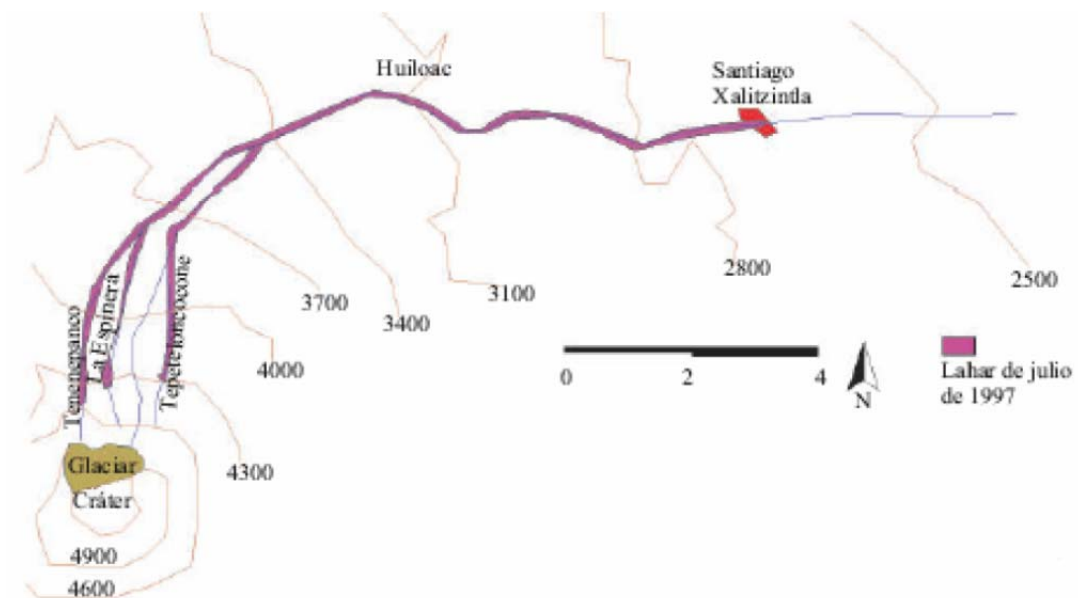 Huiloac
Santiago
Xalitzintla
Tenenepanco
La Espinera
Tepeteloncocone
3700
3400
3100
2800
2500
4000
4300
0 2 4
N
Lahar de julio
de 1997
Glaciar
Cráter
4900
4600